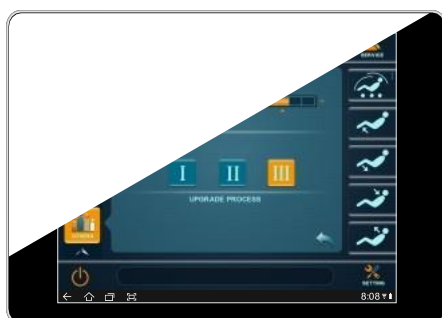 SERVICE
I II III
UPGRADE PROCESS
SETTING
8:08